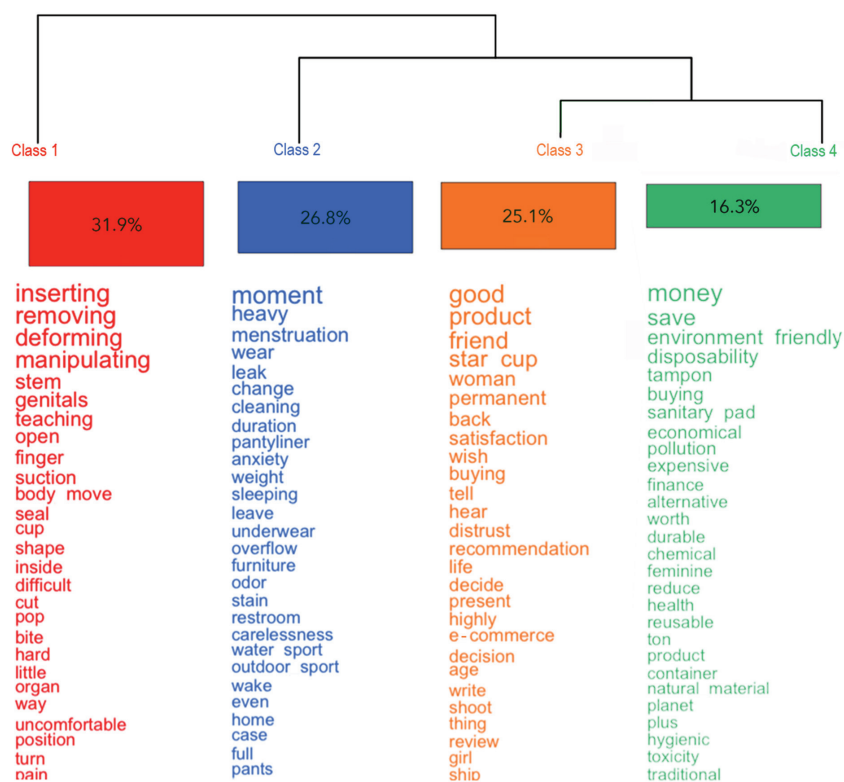 Class 1
Class 2
Class 3
Class 4
31.9%
26.8%
25.1%
16.3%
inserting
removing
deforming
manipulating
stem
genitals
teaching
open
finger
suction
body move
seal
cup
shape
inside
difficult
cut
pop
bite
hard
little
organ
way
uncomfortable
position
turn
pain
moment
heavy
menstruation
wear
leak
change
cleaning
duration
pantyliner
anxiety
weight
sleeping
leave
underwear
overflow
furniture
odor
stain
restroom
carelessness
water sport
outdoor sport
wake
even
home
case
full
pants
good
product
friend
star cup
woman
permanent
back
satisfaction
wish
buying
tell
hear
distrust
recommendation
life
decide
present
highly
e-commerce
decision
age
write
shoot
thing
review
girl
ship
money
save
environment friendly
disposability
tampon
buying
sanitary pad
economical
pollution
expensive
finance
alternative
worth
durable
chemical
feminine
reduce
health
reusable
ton
product
container
natural material
planet
plus
hygienic
toxicity
traditional